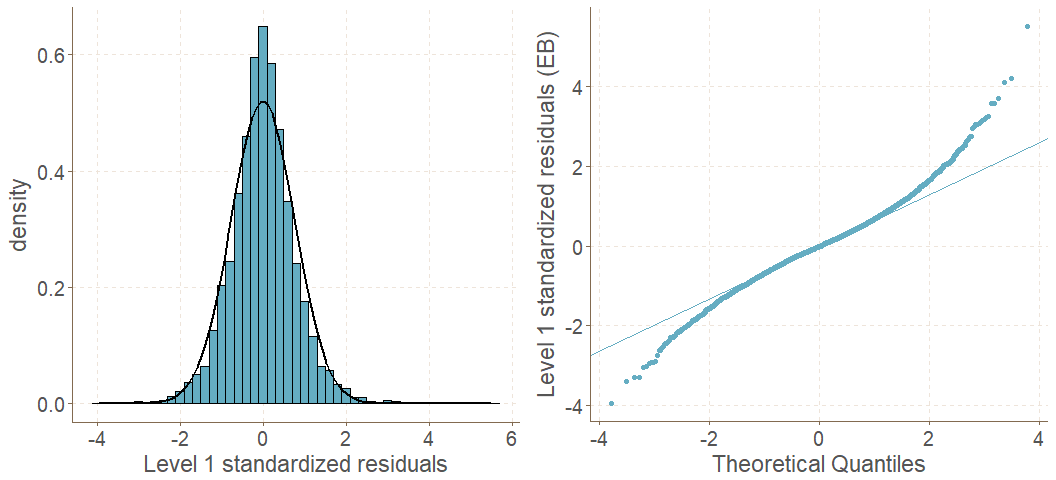 0.6
0.4
0.2
0.0
density
-4 -2 0 2 4 6
Level 1 standardized residuals
4
2
0
-2
-4
Level 1 standardized residuals (EB)
-4 -2 0 2 4
Theoretical Quantiles